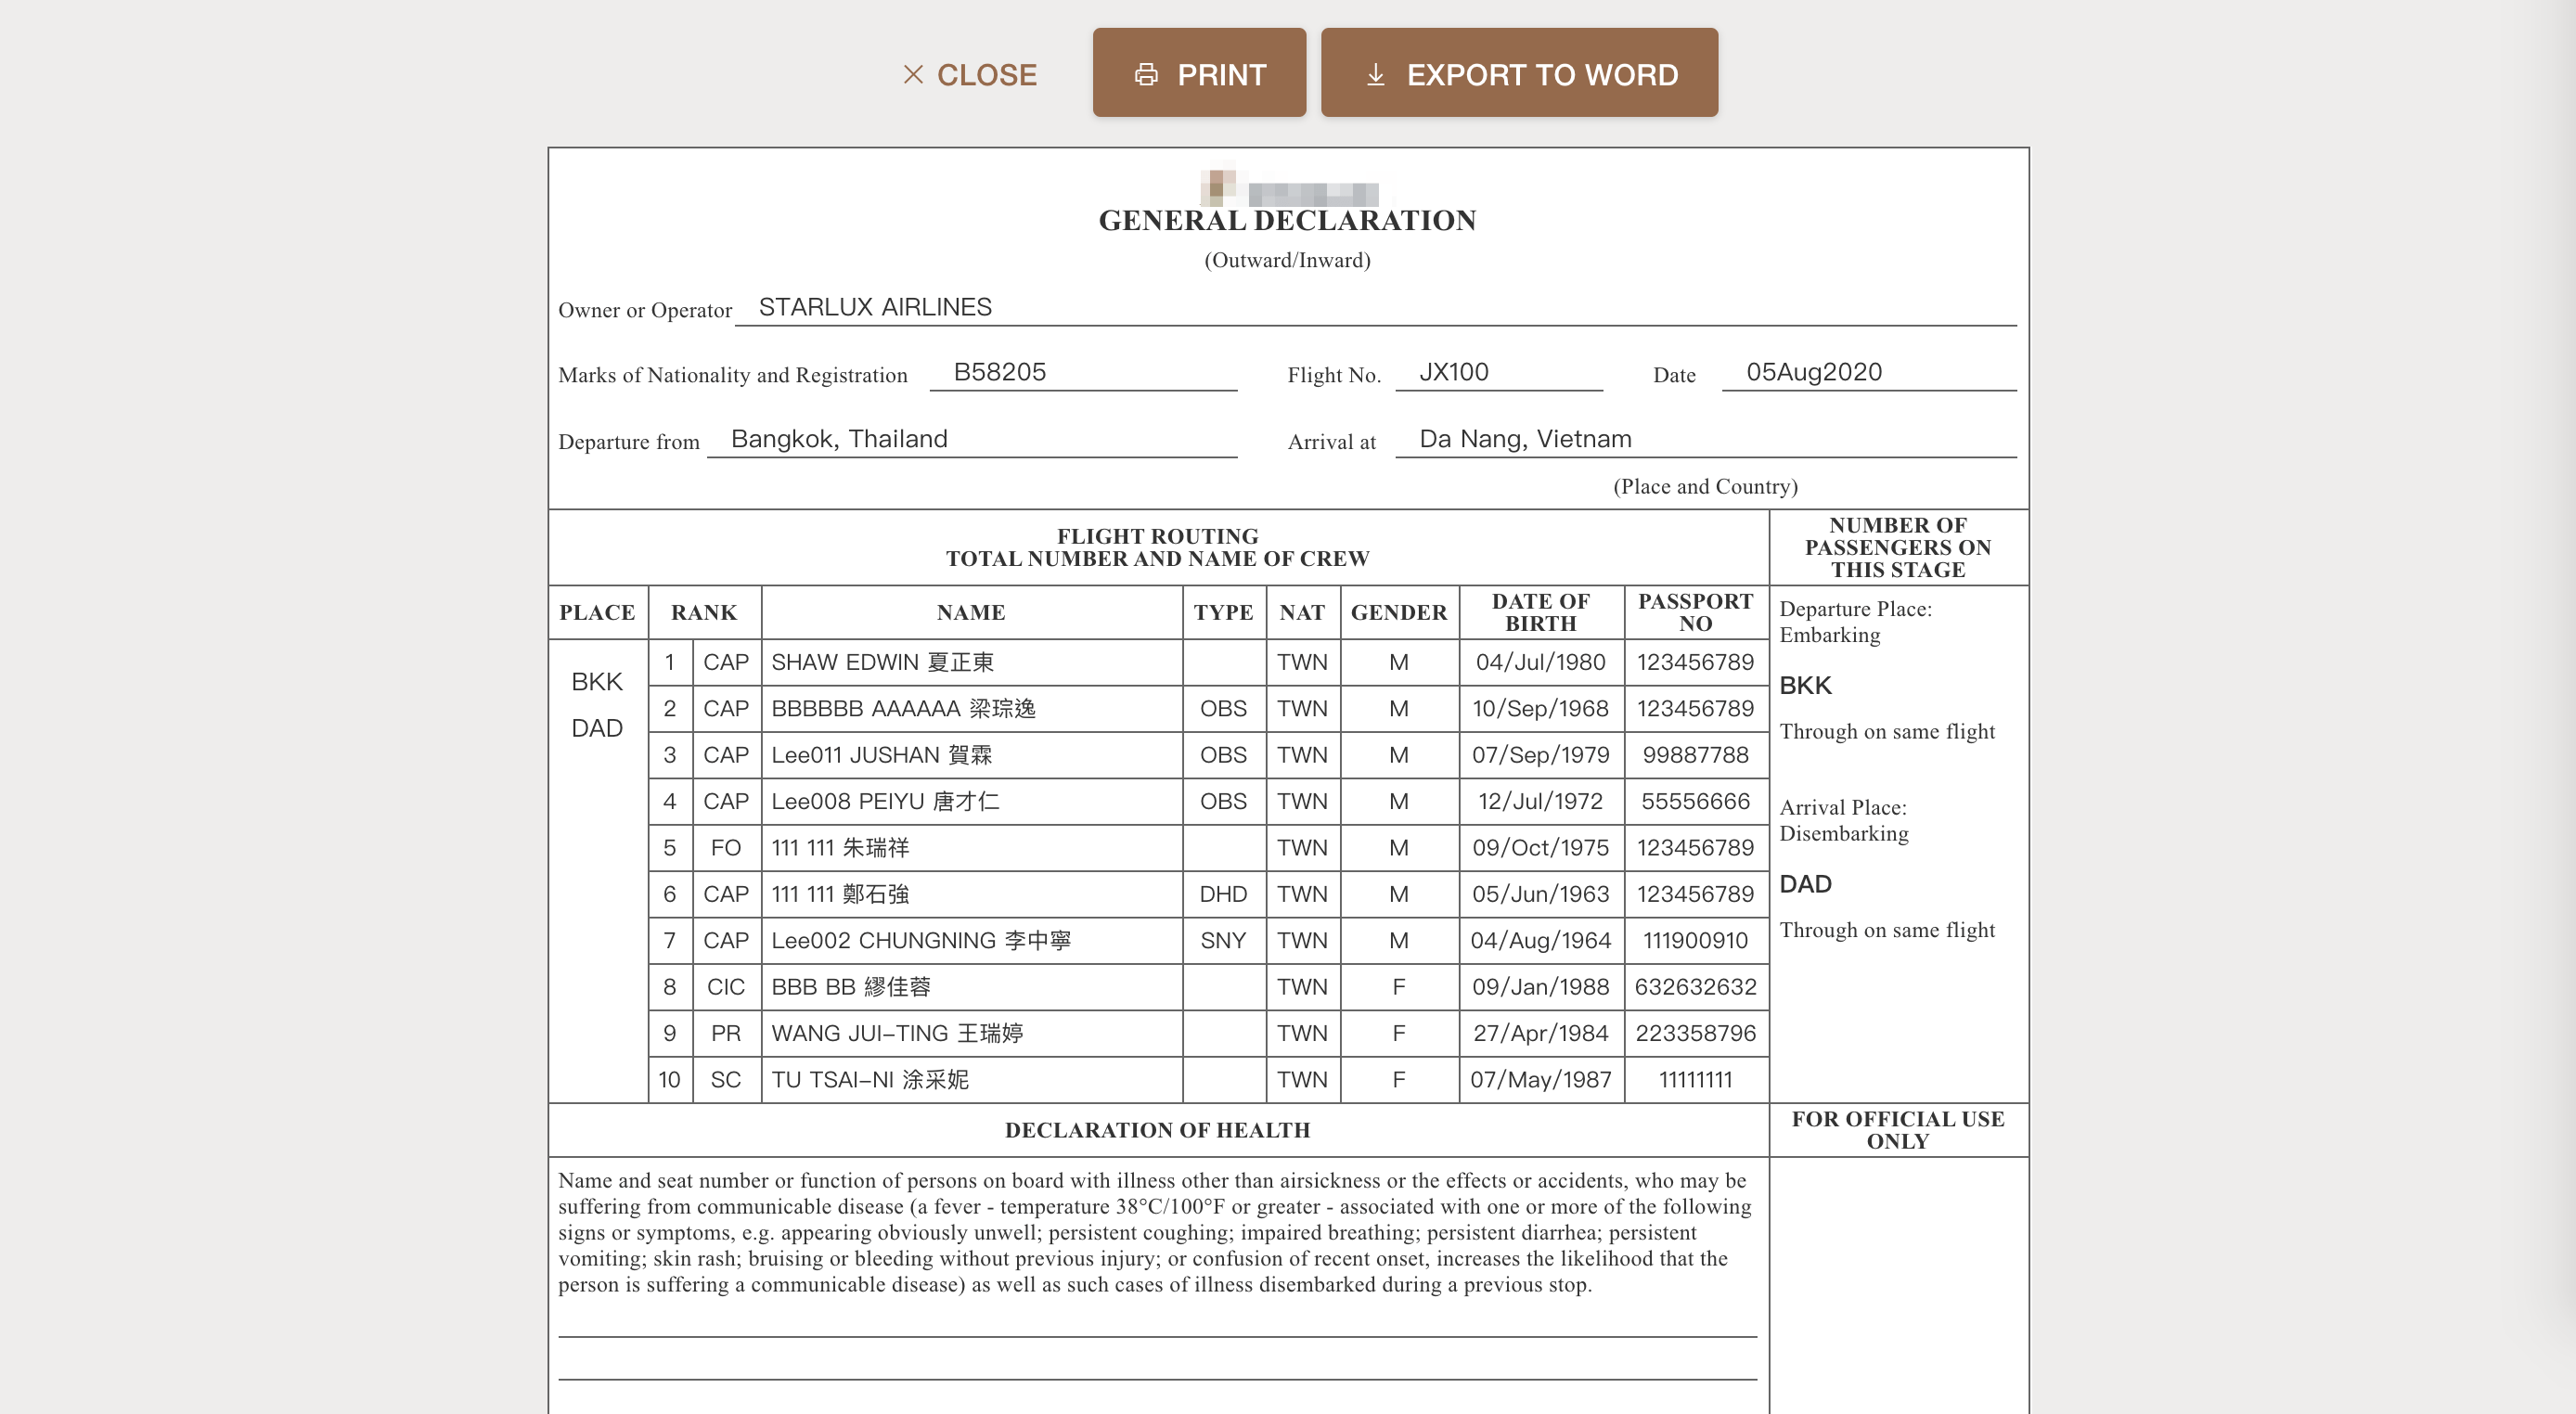 CLOSE
PRINT
EXPORT TO WORD
GENERAL DECLARATION
(Outward/Inward)
Owner or Operator STARLUX AIRLINES
Marks of Nationality and Registration B58205 Flight No. JX100 Date 05Aug2020
Departure from Bangkok, Thailand Arrival at Da Nang, Vietnam
(Place and Country)
FLIGHT ROUTING
TOTAL NUMBER AND NAME OF CREW
NUMBER OF
PASSENGERS ON
THIS STAGE
PLACE RANK NAME TYPE NAT GENDER DATE OF BIRTH PASSPORT NO
BKK
DAD
1 CAP SHAW EDWIN 夏正東 TWN M 04/Jul/1980 123456789
2 CAP BBBBBB AAAAAA 梁琮逸 OBS TWN M 10/Sep/1968 123456789
3 CAP Lee011 JUSHAN 賀霖 OBS TWN M 07/Sep/1979 99887788
4 CAP Lee008 PEIYU 唐才仁 OBS TWN M 12/Jul/1972 55556666
5 FO 111 111 朱瑞祥 TWN M 09/Oct/1975 123456789
6 CAP 111 111 鄭石強 DHD TWN M 05/Jun/1963 123456789
7 CAP Lee002 CHUNGNING 李中寧 SNY TWN M 04/Aug/1964 111900910
8 CIC BBB BB 繆佳蓉 TWN F 09/Jan/1988 632632632
9 PR WANG JUI-TING 王瑞婷 TWN F 27/Apr/1984 223358796
10 SC TU TSAI-NI 涂采妮 TWN F 07/May/1987 11111111
Departure Place:
Embarking
BKK
Through on same flight
Arrival Place:
Disembarking
DAD
Through on same flight
DECLARATION OF HEALTH
FOR OFFICIAL USE
ONLY
Name and seat number or function of persons on board with illness other than airsickness or the effects or accidents, who may be
suffering from communicable disease (a fever - temperature 38°C/100°F or greater - associated with one or more of the following
signs or symptoms, e.g. appearing obviously unwell; persistent coughing; impaired breathing; persistent diarrhea; persistent
vomiting; skin rash; bruising or bleeding without previous injury; or confusion of recent onset, increases the likelihood that the
person is suffering a communicable disease) as well as such cases of illness disembarked during a previous stop.